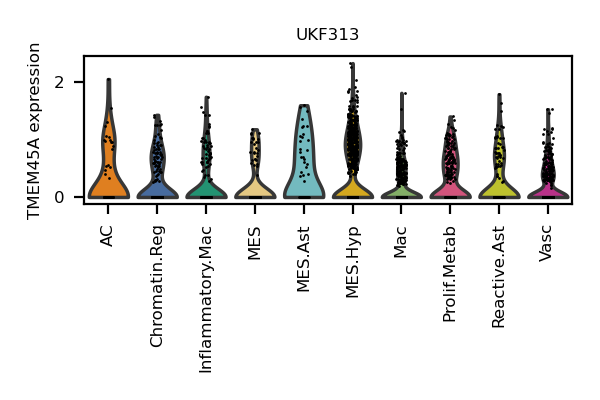 UKF313
TMEM45A expression
2
0
AC
Chromatin.Reg
Inflammatory.Mac
MES
MES.Ast
MES.Hyp
Mac
Prolif.Metab
Reactive.Ast
Vasc